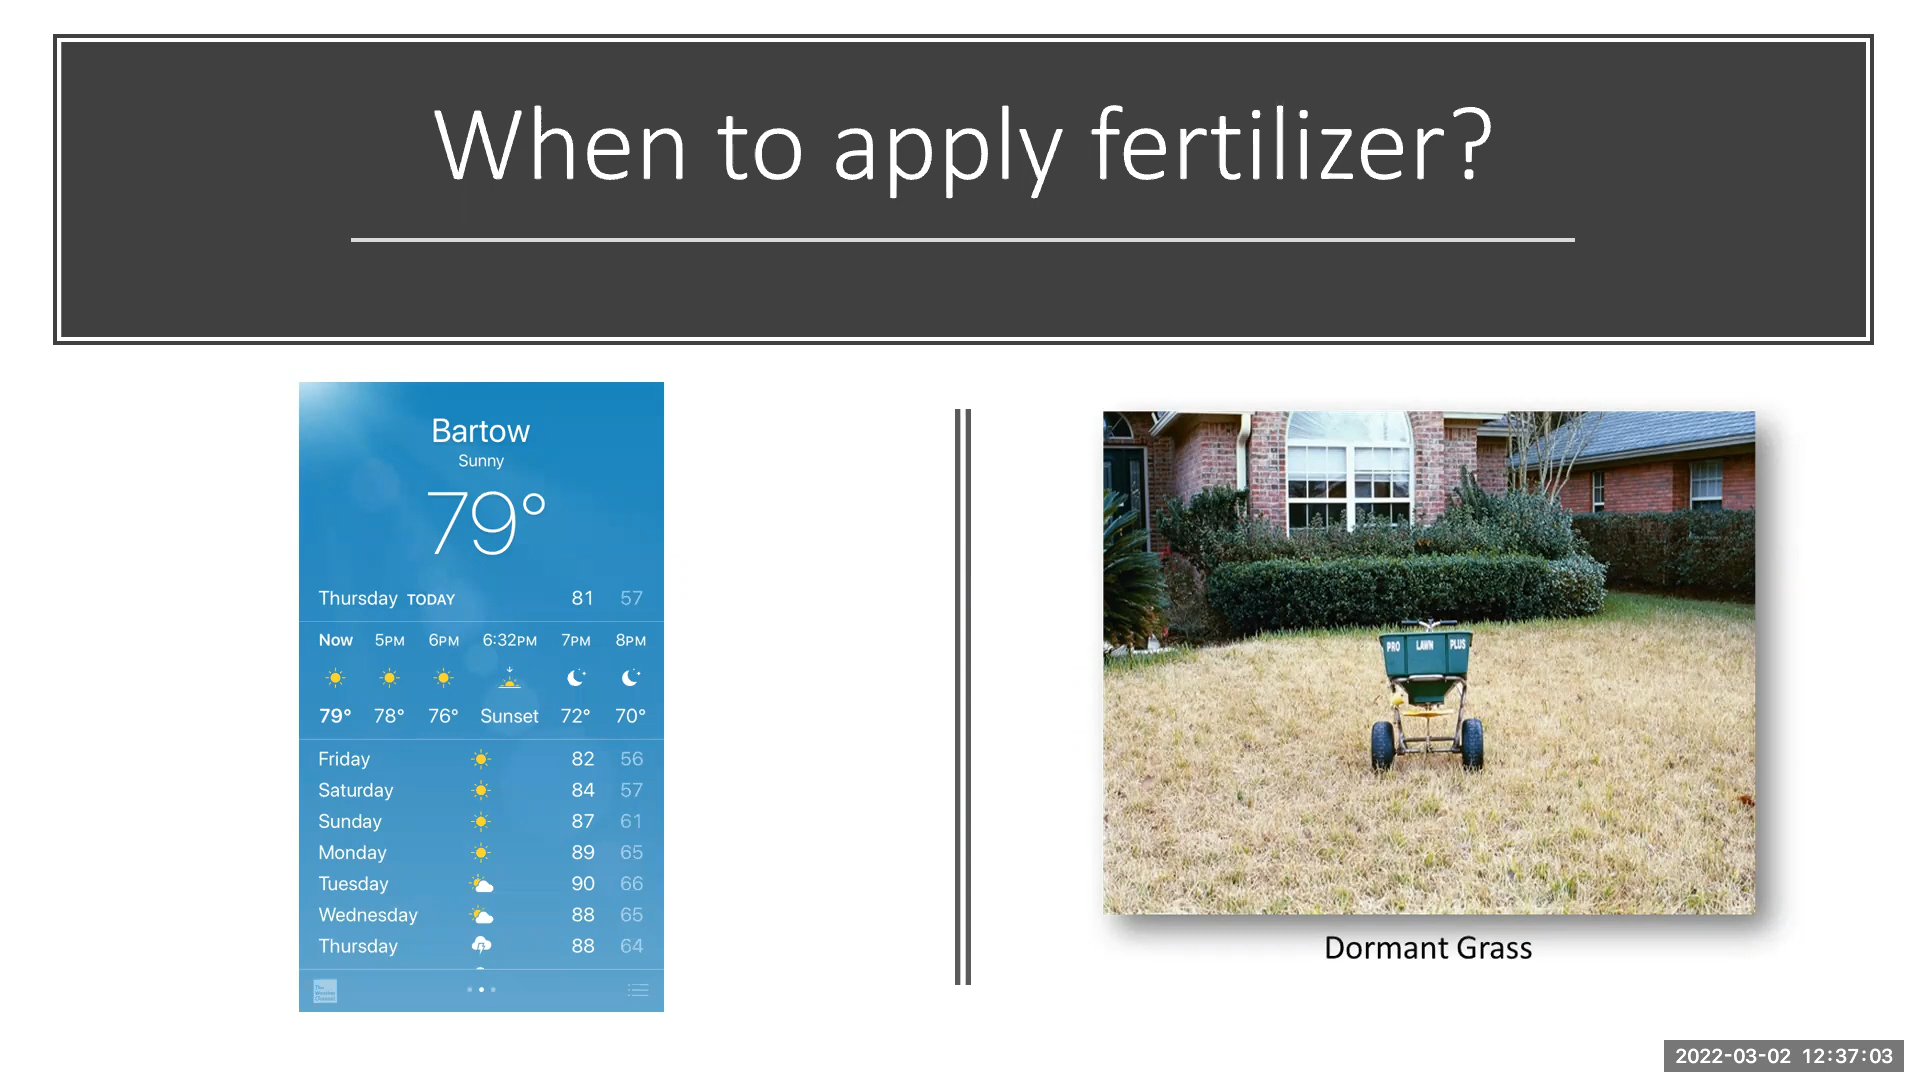 When to apply fertilizer?
Bartow
Sunny
79°
Thursday TODAY 81 57
Now 5PM 6PM 6:32PM 7PM 8PM
79° 78° 76° Sunset 72° 70°
Friday 82 56
Saturday 84 57
Sunday 87 61
Monday 89 65
Tuesday 90 66
Wednesday 88 65
Thursday 88 64
PRO LAWN PLUS
Dormant Grass
2022-03-02 12:37:03